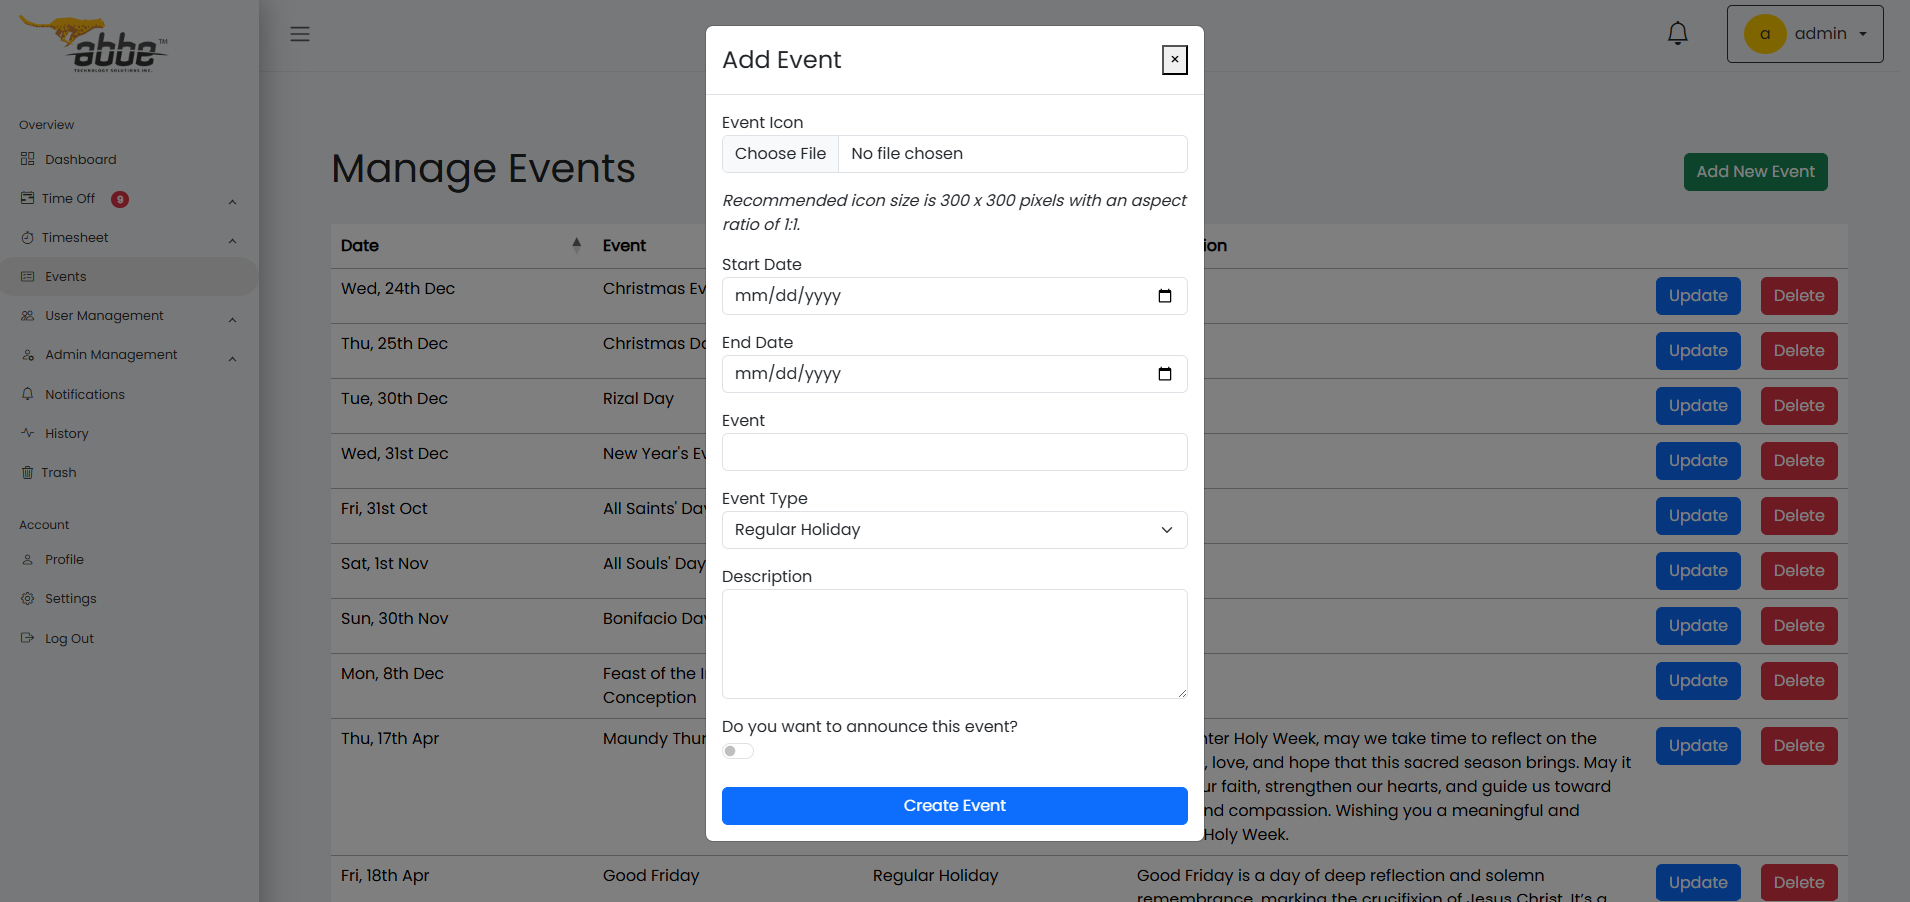 abbe™
TECHNOLOGY SOLUTIONS INC.
Overview
Dashboard
Time Off 9
Timesheet
Events
User Management
Admin Management
Notifications
History
Trash
Account
Profile
Settings
Log Out
a admin
Manage Events
Add New Event
Date Event
Wed, 24th Dec Christmas Ev Update Delete
Thu, 25th Dec Christmas Da Update Delete
Tue, 30th Dec Rizal Day Update Delete
Wed, 31st Dec New Year's Ev Update Delete
Fri, 31st Oct All Saints' Day Update Delete
Sat, 1st Nov All Souls' Day Update Delete
Sun, 30th Nov Bonifacio Day Update Delete
Mon, 8th Dec Feast of the Update Delete
Conception
Thu, 17th Apr Maundy Thur nter Holy Week, may we take time to reflect on the Update Delete
, love, and hope that this sacred season brings. May it
ur faith, strengthen our hearts, and guide us toward
nd compassion. Wishing you a meaningful and
Holy Week.
Fri, 18th Apr Good Friday Regular Holiday Good Friday is a day of deep reflection and solemn Update Delete
remembrance, marking the crucifixion of Jesus Christ. It's a
Add Event ×
Event Icon
Choose File No file chosen
Recommended icon size is 300 x 300 pixels with an aspect
ratio of 1:1.
Start Date
mm/dd/yyyy
End Date
mm/dd/yyyy
Event
Event Type
Regular Holiday
Description
Do you want to announce this event?
Create Event